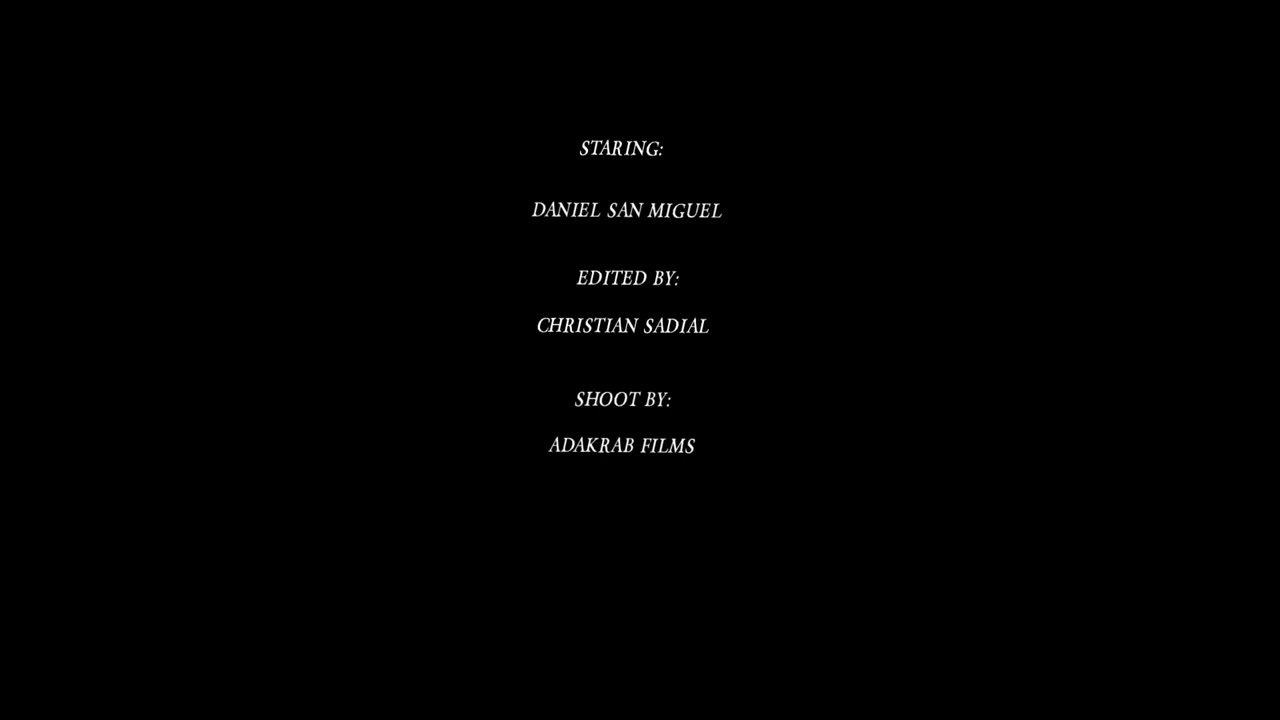 STARING:
DANIEL SAN MIGUEL
EDITED BY:
CHRISTIAN SADIAL
SHOOT BY:
ADAKRAB FILMS